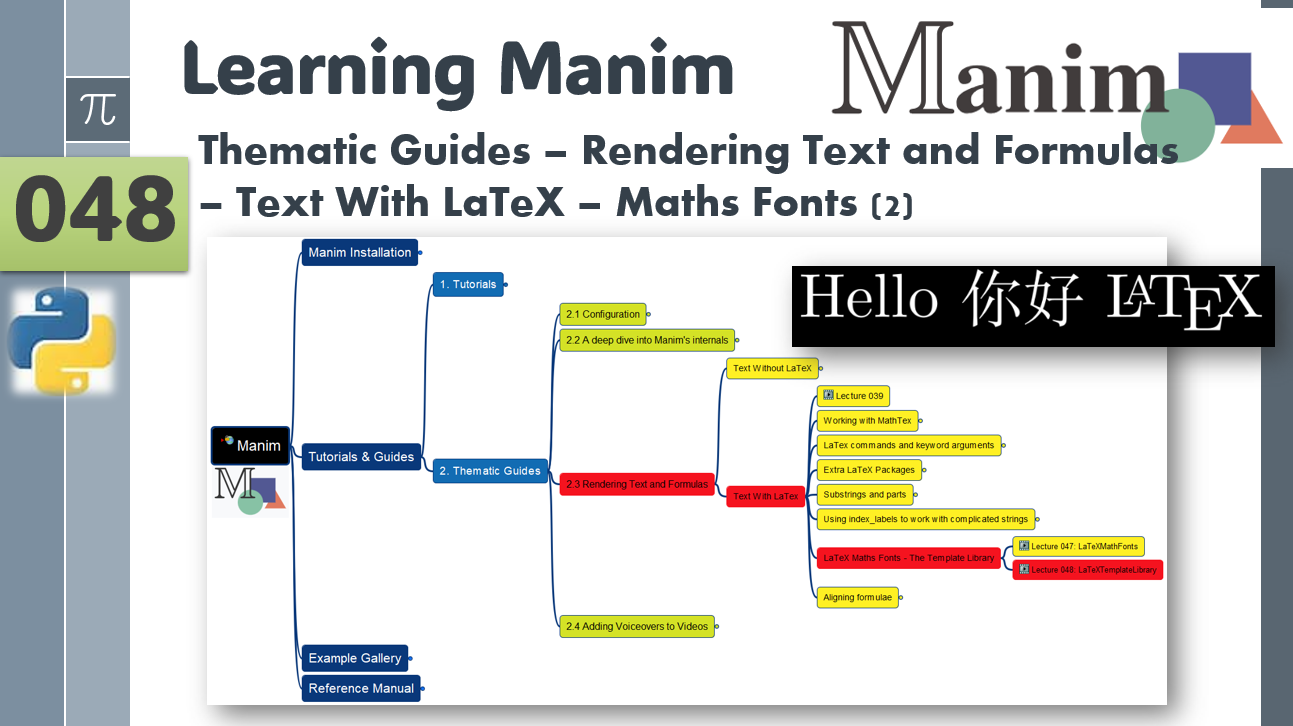 π
Learning Manim
Manim
Thematic Guides – Rendering Text and Formulas
– Text With LaTeX – Maths Fonts (2)
048
Hello 你好 LATEX
Manim
M
Manim Installation
Tutorials & Guides
1. Tutorials
2. Thematic Guides
2.1 Configuration
2.2 A deep dive into Manim's internals
2.3 Rendering Text and Formulas
Text Without LaTeX
Text With LaTex
Lecture 039
Working with MathTex
LaTex commands and keyword arguments
Extra LaTeX Packages
Substrings and parts
Using index_labels to work with complicated strings
LaTeX Maths Fonts - The Template Library
Lecture 047: LaTeXMathFonts
Lecture 048: LaTeXTemplateLibrary
Aligning formulae
2.4 Adding Voiceovers to Videos
Example Gallery
Reference Manual